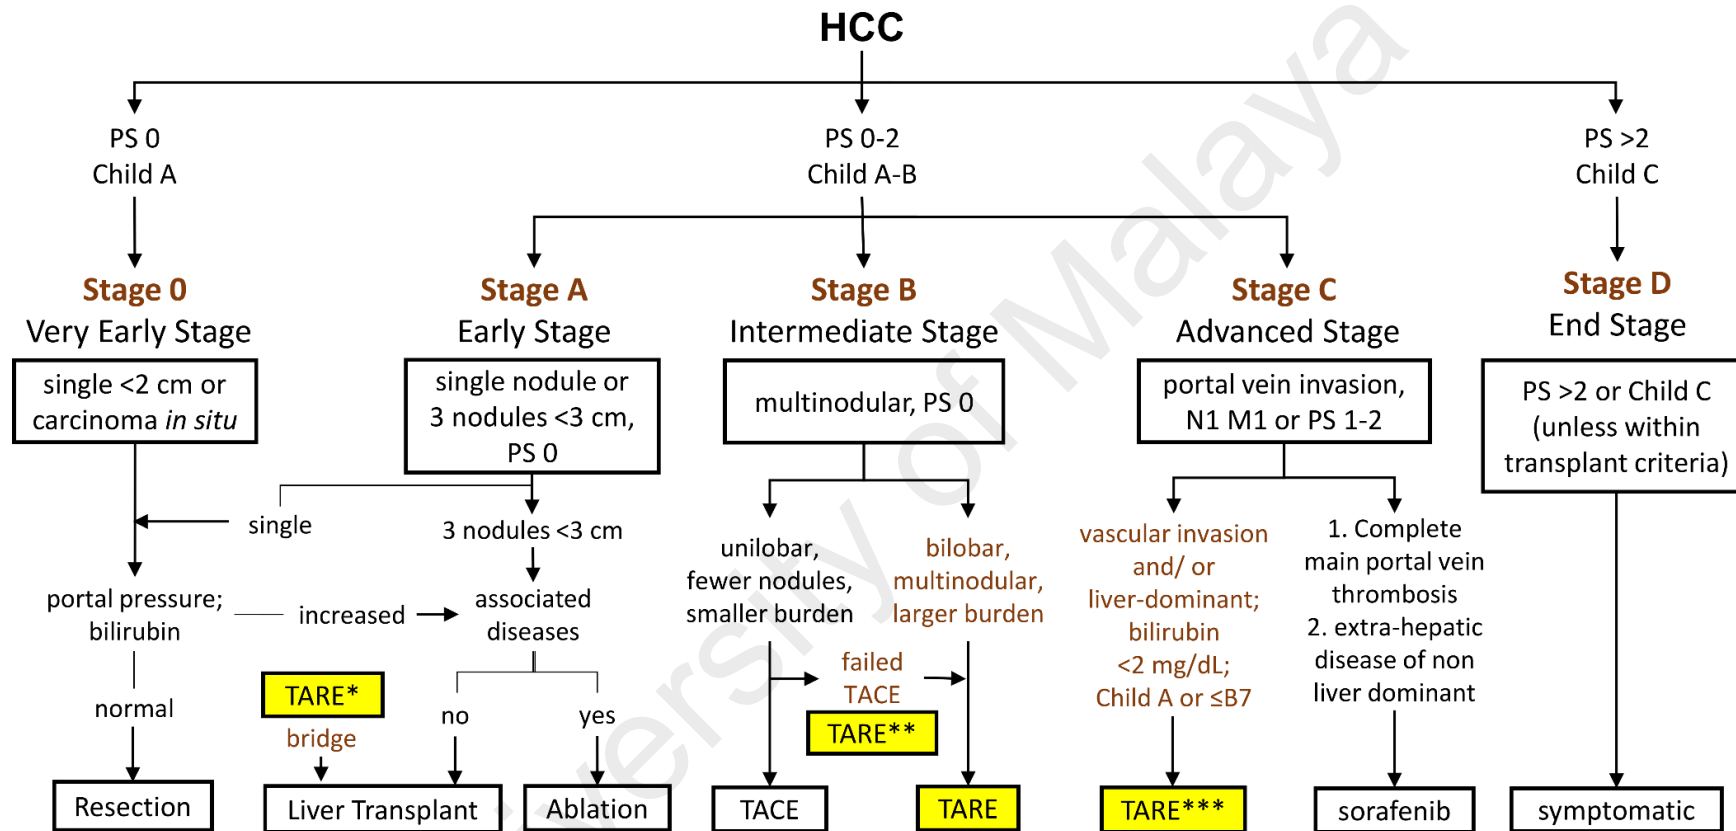 HCC
PS 0
Child A
PS 0-2
Child A-B
PS >2
Child C
Stage 0
Very Early Stage
single <2 cm or
carcinoma in situ
Stage A
Early Stage
single nodule or
3 nodules <3 cm,
PS 0
Stage B
Intermediate Stage
multinodular, PS 0
Stage C
Advanced Stage
portal vein invasion,
N1 M1 or PS 1-2
Stage D
End Stage
PS >2 or Child C
(unless within
transplant criteria)
single
3 nodules <3 cm
portal pressure;
bilirubin
increased
associated
diseases
normal
TARE*
bridge
no
yes
unilobar,
fewer nodules,
smaller burden
bilobar,
multinodular,
larger burden
failed
TACE
TARE**
vascular invasion
and/ or
liver-dominant;
bilirubin
<2 mg/dL;
Child A or ≤B7
1. Complete
main portal vein
thrombosis
2. extra-hepatic
disease of non
liver dominant
Resection
Liver Transplant
Ablation
TACE
TARE
TARE***
sorafenib
symptomatic
University of Malaya